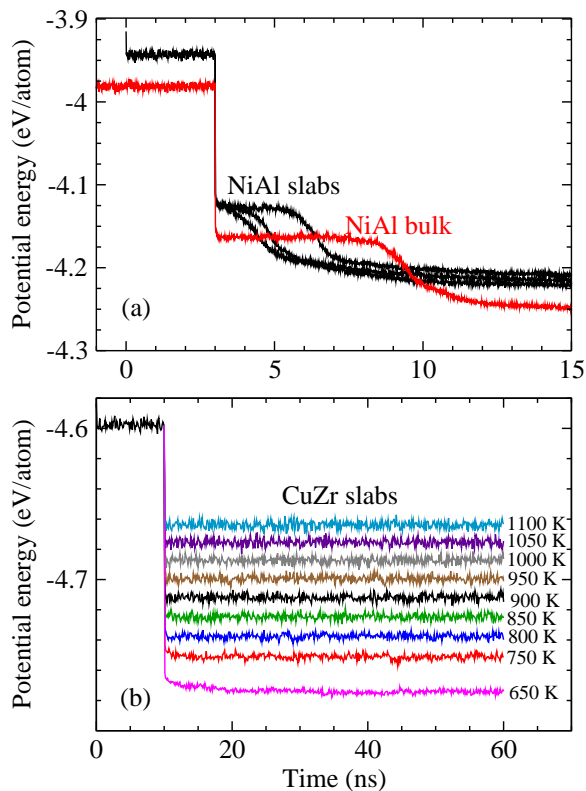 -3.9
-4
-4.1
-4.2
-4.3
Potential energy (eV/atom)
NiAl slabs
NiAl bulk
(a)
0 5 10 15
-4.6
-4.7
Potential energy (eV/atom)
CuZr slabs
1100 K
1050 K
1000 K
950 K
900 K
850 K
800 K
750 K
650 K
(b)
0 20 40 60 70
Time (ns)